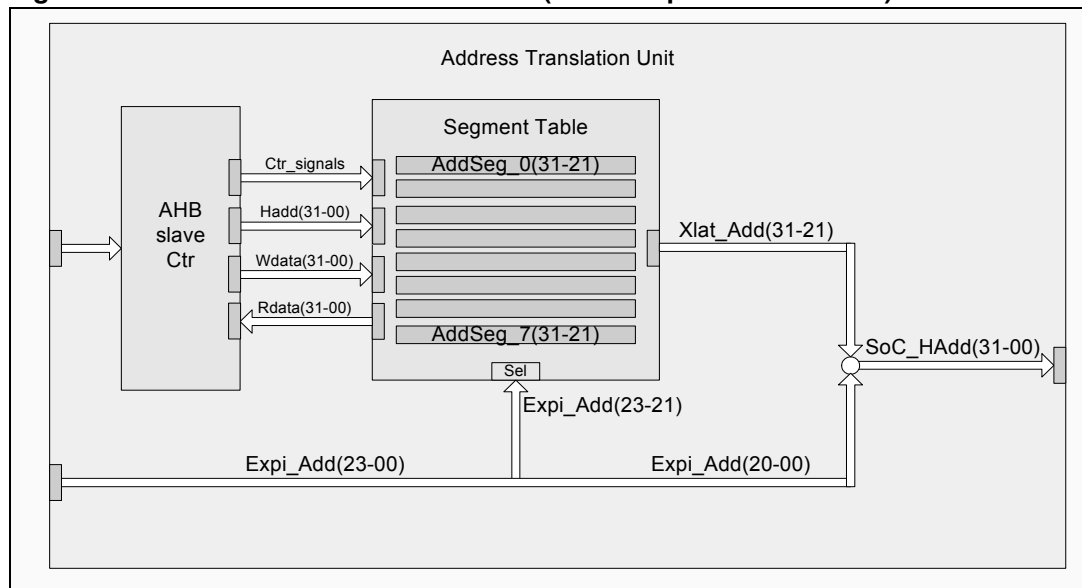 Address Translation Unit
Segment Table
AddSeg_0(31-21)
Ctr_signals
Hadd(31-00)
AHB
slave
Ctr
Xlat_Add(31-21)
Wdata(31-00)
Rdata(31-00)
AddSeg_7(31-21)
SoC_HAdd(31-00)
Sel
Expi_Add(23-21)
Expi_Add(23-00)
Expi_Add(20-00)